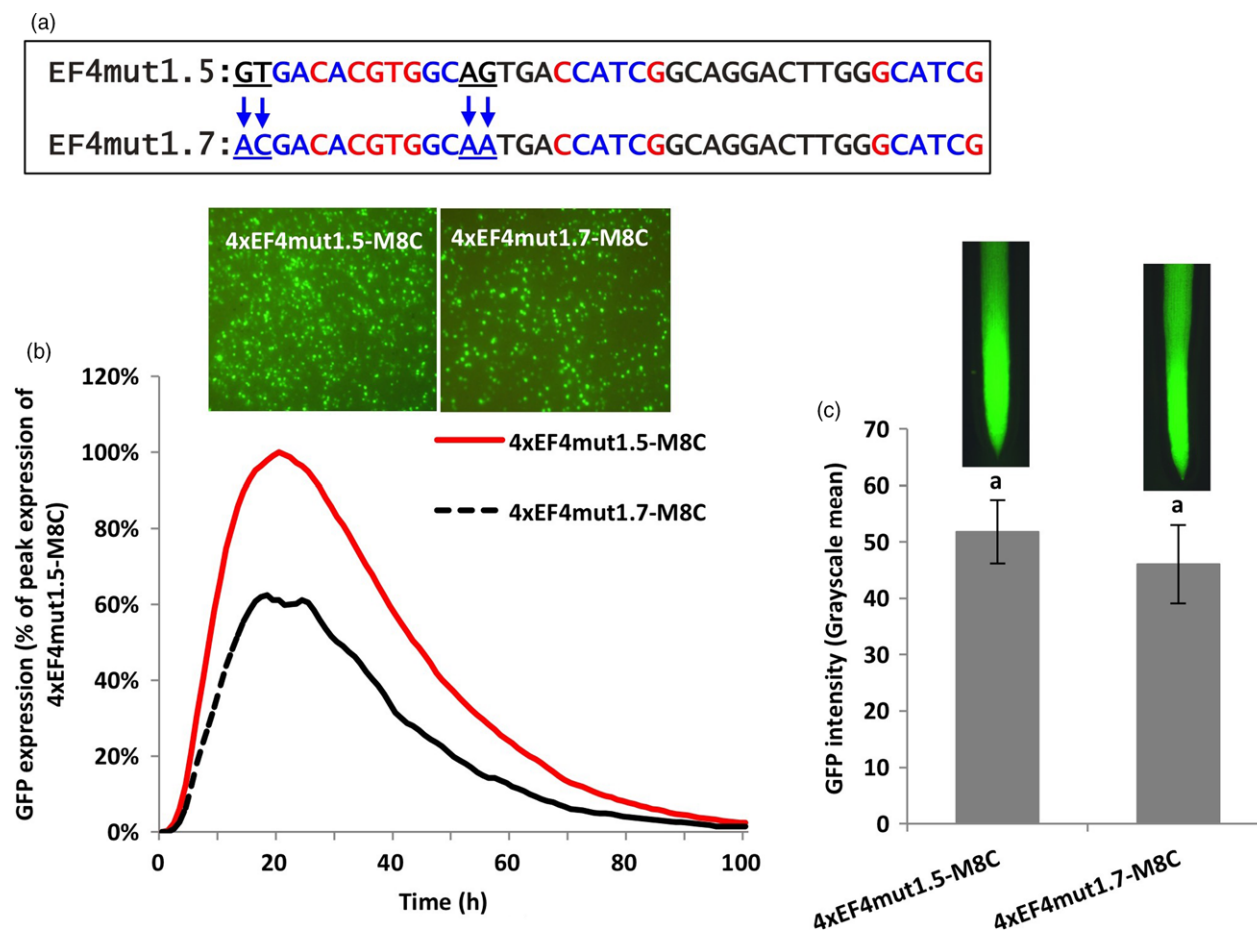 (a)
EF4mut1.5:GTGACACGTGGCAGTGACCATCGGCAGGACTTGGGCATCG
EF4mut1.7:ACGACACGTGGCAATGACCATCGGCAGGACTTGGGCATCG
4xEF4mut1.5-M8C
4xEF4mut1.7-M8C
(b)
GFP expression (% of peak expression of
4xEF4mut1.5-M8C)
120%
100%
80%
60%
40%
20%
0%
4xEF4mut1.5-M8C
4xEF4mut1.7-M8C
0 20 40 60 80 100
Time (h)
(c)
GFP intensity (Grayscale mean)
70
60
50
40
30
20
10
0
a
a
4xEF4mut1.5-M8C
4xEF4mut1.7-M8C